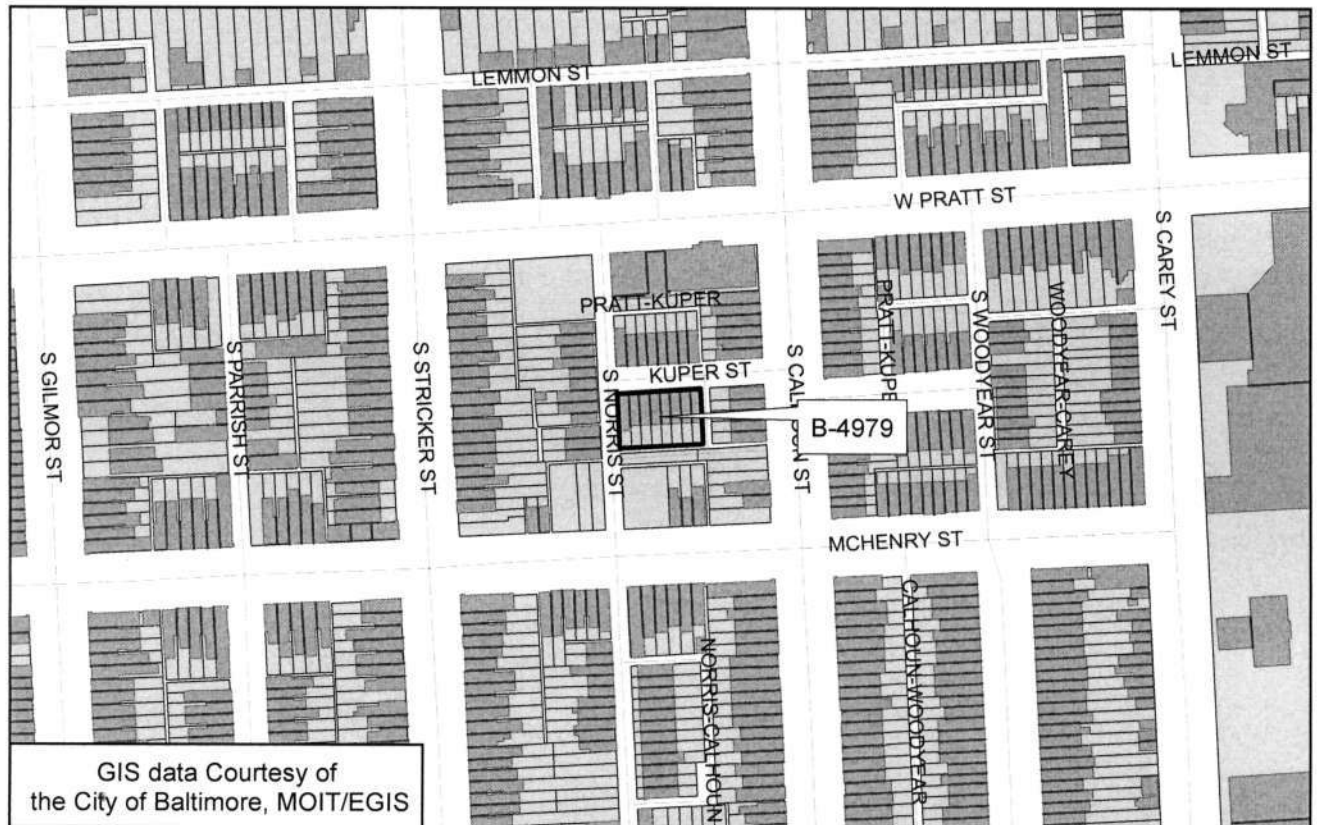 LEMMON ST
LEMMON ST
W PRATT ST
S CAREY ST
PRATT-KUPER
S GILMOR ST
S PARRISH ST
S STRICKER ST
S NORRIS ST
KUPER ST
PRATT-KUPE
S WOODYEAR ST
WOODYEAR-CAREY
B-4979
MCHENRY ST
NORRIS-CALHOUN-
CALHOUN-WOODYEAR
GIS data Courtesy of
the City of Baltimore, MOIT/EGIS